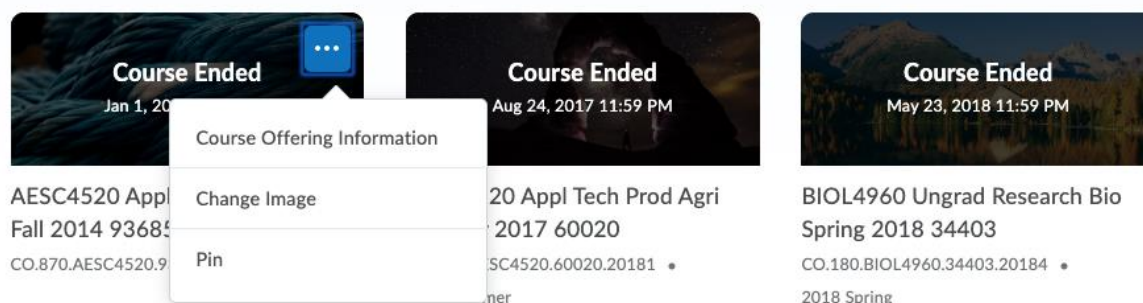 Course Ended
Jan 1, 20
Course Offering Information
Change Image
Pin
AESC4520 Appl
Fall 2014 93685
CO.870.AESC4520.9
Course Ended
Aug 24, 2017 11:59 PM
20 Appl Tech Prod Agri
2017 60020
SC4520.60020.20181 •
mer
Course Ended
May 23, 2018 11:59 PM
BIOL4960 Ungrad Research Bio
Spring 2018 34403
CO.180.BIOL4960.34403.20184 •
2018 Spring